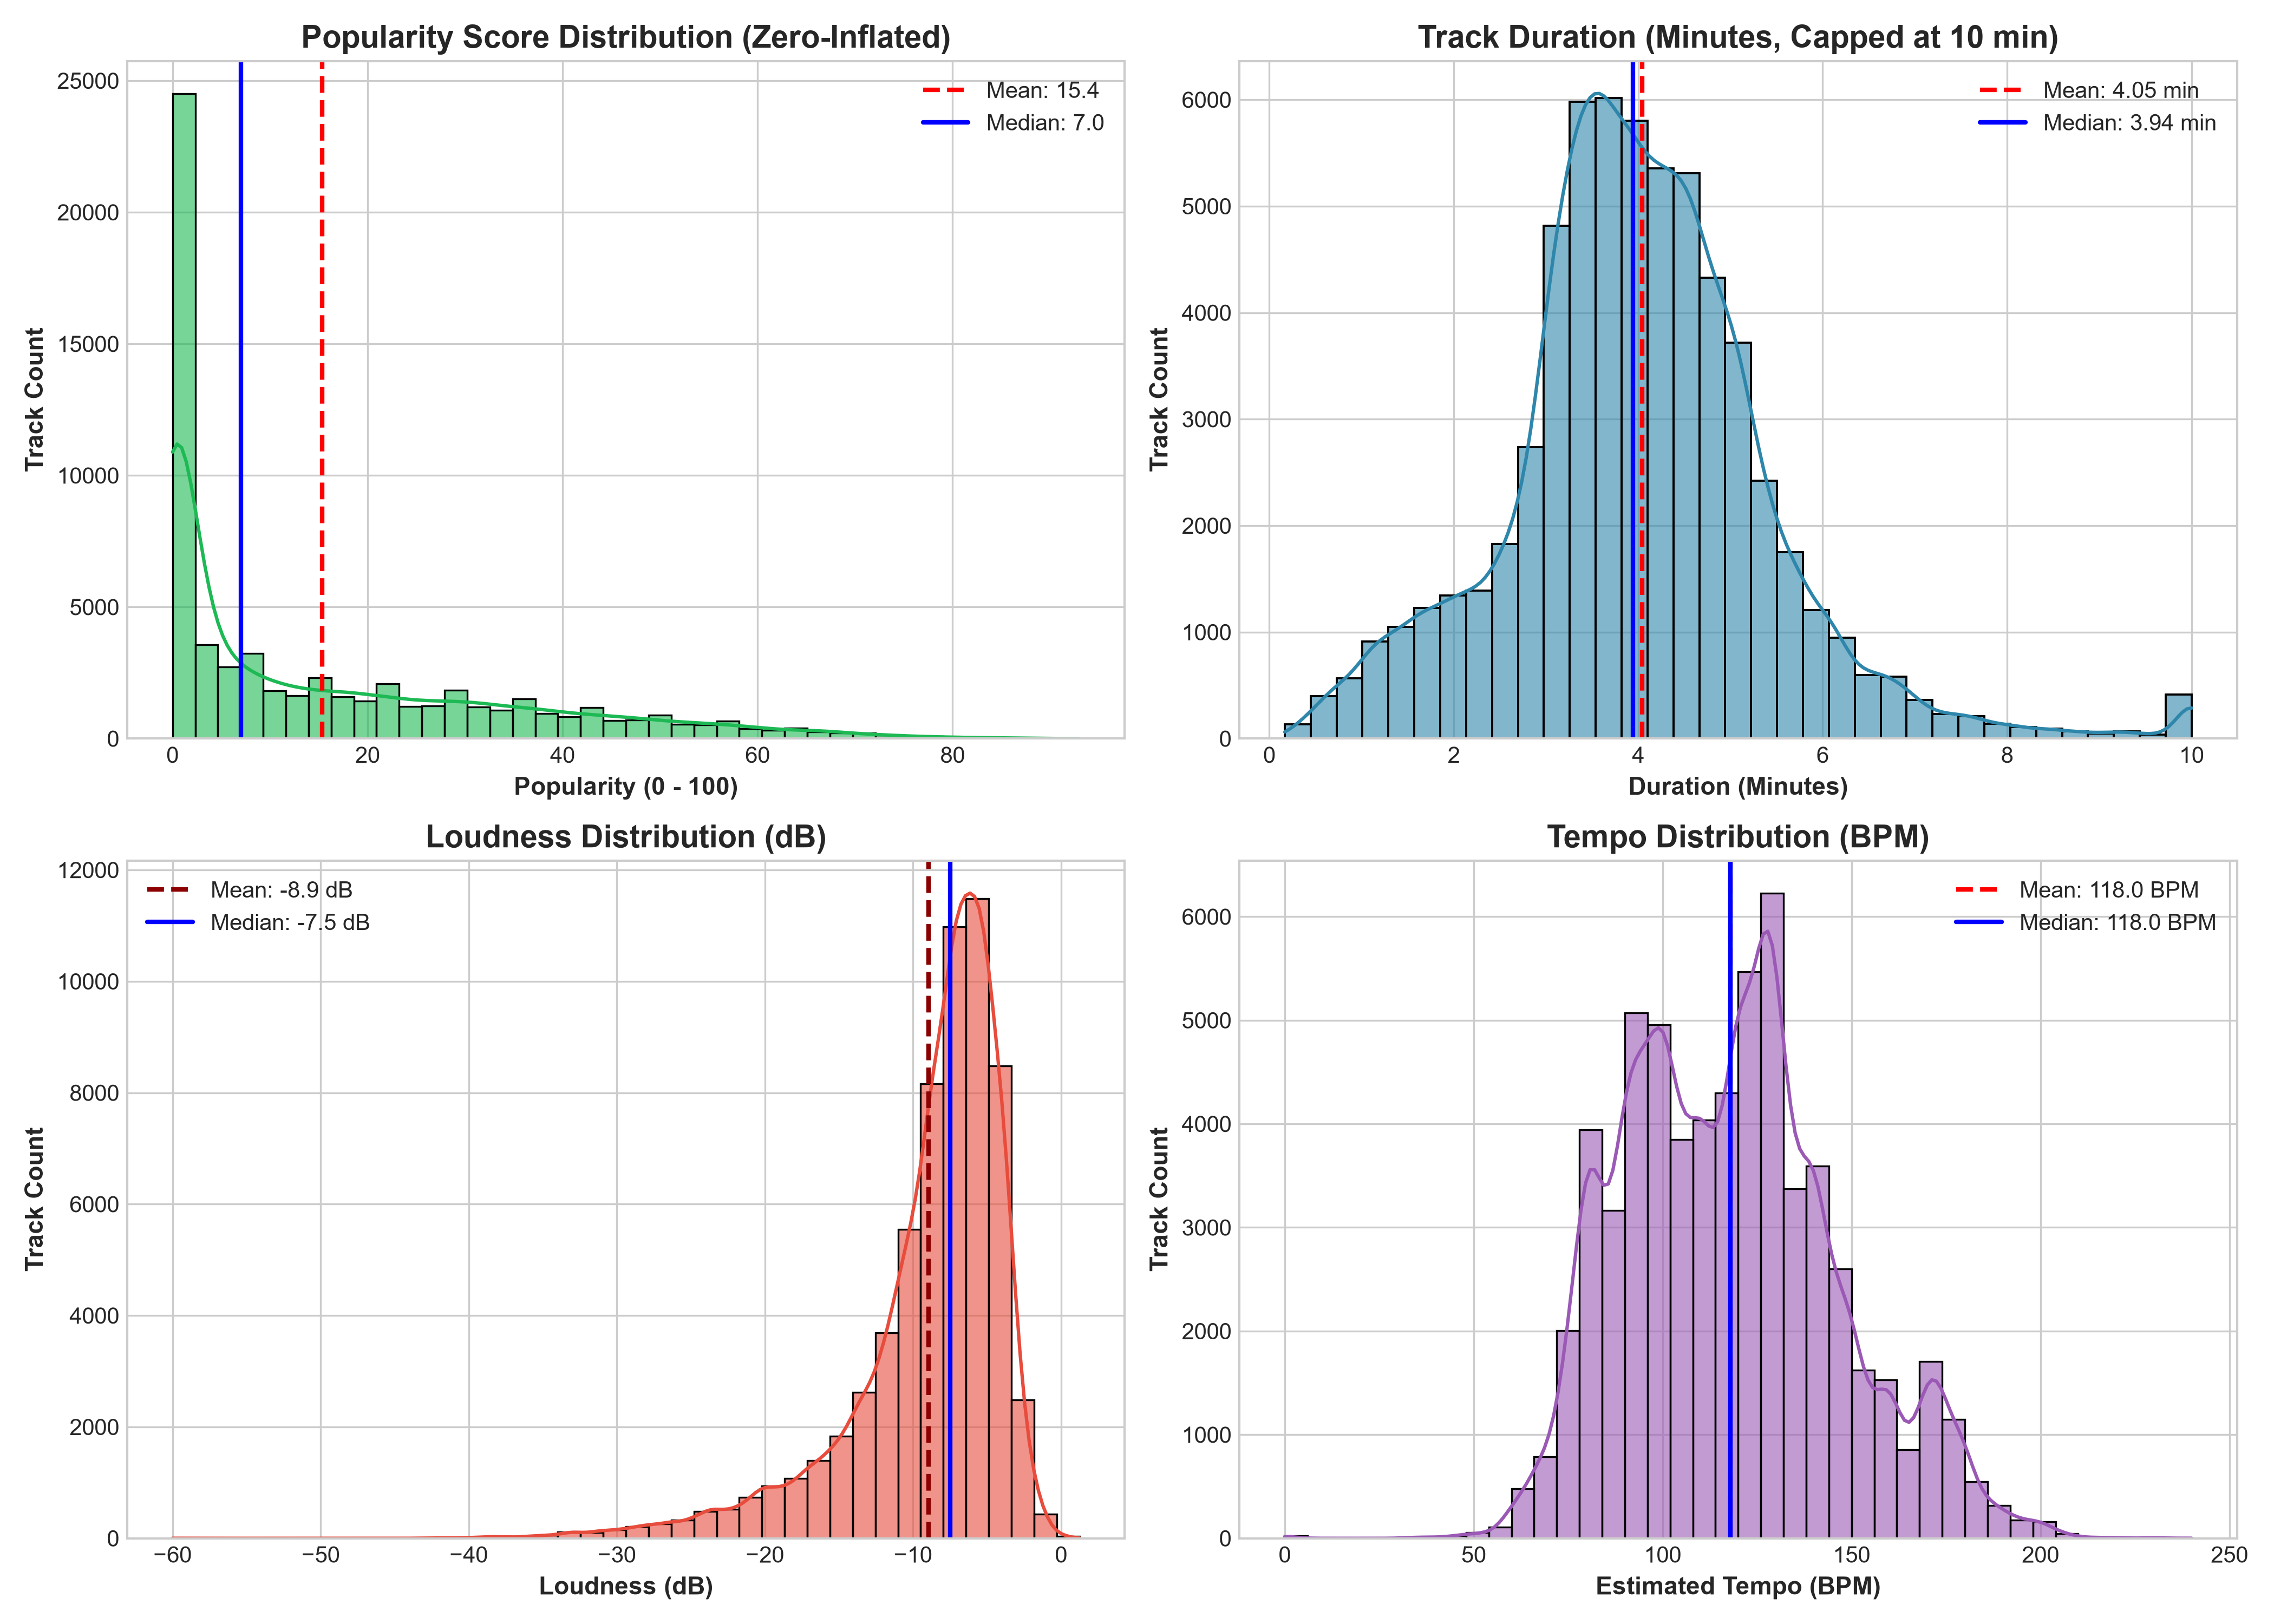 Popularity Score Distribution (Zero-Inflated)
Mean: 15.4
Median: 7.0
Track Count
25000
20000
15000
10000
5000
0
0 20 40 60 80
Popularity (0 - 100)
Track Duration (Minutes, Capped at 10 min)
Mean: 4.05 min
Median: 3.94 min
Track Count
6000
5000
4000
3000
2000
1000
0
0 2 4 6 8 10
Duration (Minutes)
Loudness Distribution (dB)
Mean: -8.9 dB
Median: -7.5 dB
Track Count
12000
10000
8000
6000
4000
2000
0
−60 −50 −40 −30 −20 −10 0
Loudness (dB)
Tempo Distribution (BPM)
Mean: 118.0 BPM
Median: 118.0 BPM
Track Count
6000
5000
4000
3000
2000
1000
0
0 50 100 150 200 250
Estimated Tempo (BPM)